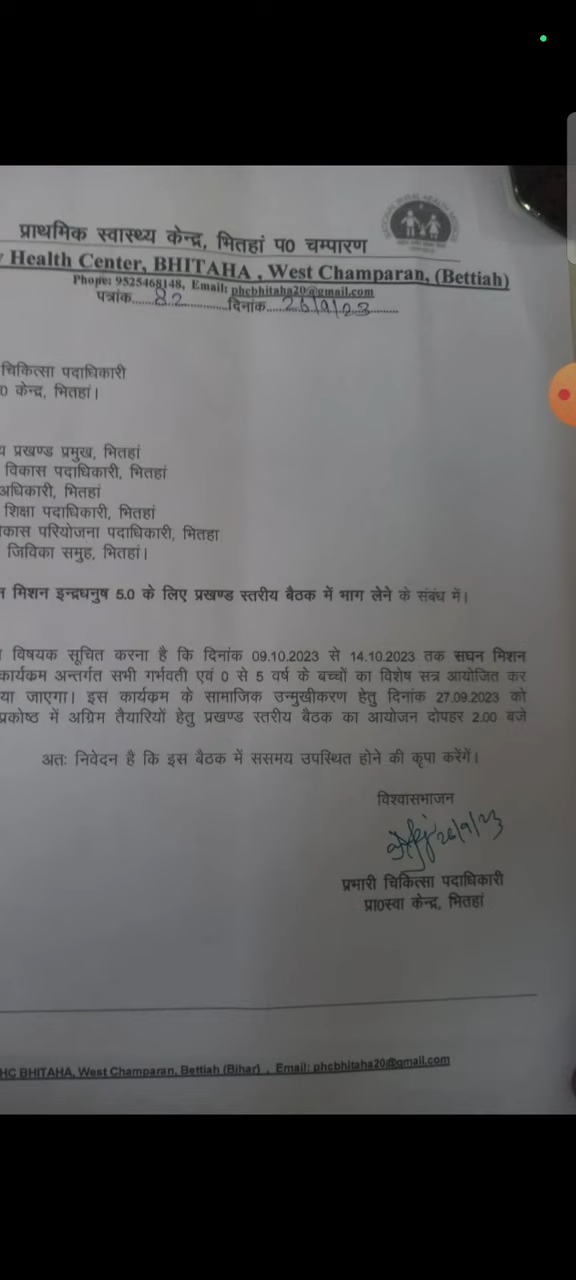 प्राथमिक स्वास्थ्य केन्द्र, भितहां प0 चम्पारण
Health Center, BHITAHA , West Champaran, (Bettiah)
Phone: 9525468148, Email: phcbhitaha20@gmail.com
पत्रांक.....82..............दिनांक....26/9/23.......
चिकित्सा पदाधिकारी
0 केन्द्र, भितहां।
य प्रखण्ड प्रमुख, भितहां
विकास पदाधिकारी, भितहां
अधिकारी, भितहां
शिक्षा पदाधिकारी, भितहां
कास परियोजना पदाधिकारी, भितहा
जिविका समुह, भितहां।
न मिशन इन्द्रधनुष 5.0 के लिए प्रखण्ड स्तरीय बैठक में भाग लेने के संबंध में।
विषयक सूचित करना है कि दिनांक 09.10.2023 से 14.10.2023 तक सघन मिशन
कार्यक्रम अन्तर्गत सभी गर्भवती एवं 0 से 5 वर्ष के बच्चों का विशेष सत्र आयोजित कर
या जाएगा। इस कार्यक्रम के सामाजिक उन्मुखीकरण हेतु दिनांक 27.09.2023 को
प्रकोष्ठ में अग्रिम तैयारियों हेतु प्रखण्ड स्तरीय बैठक का आयोजन दोपहर 2.00 बजे
अतः निवेदन है कि इस बैठक में ससमय उपस्थित होने की कृपा करेंगें।
विश्वासभाजन
26/9/23
प्रभारी चिकित्सा पदाधिकारी
प्रा0स्वा केन्द्र, भितहां
HC BHITAHA, West Champaran, Bettiah (Bihar) , Email: phcbhitaha20@gmail.com